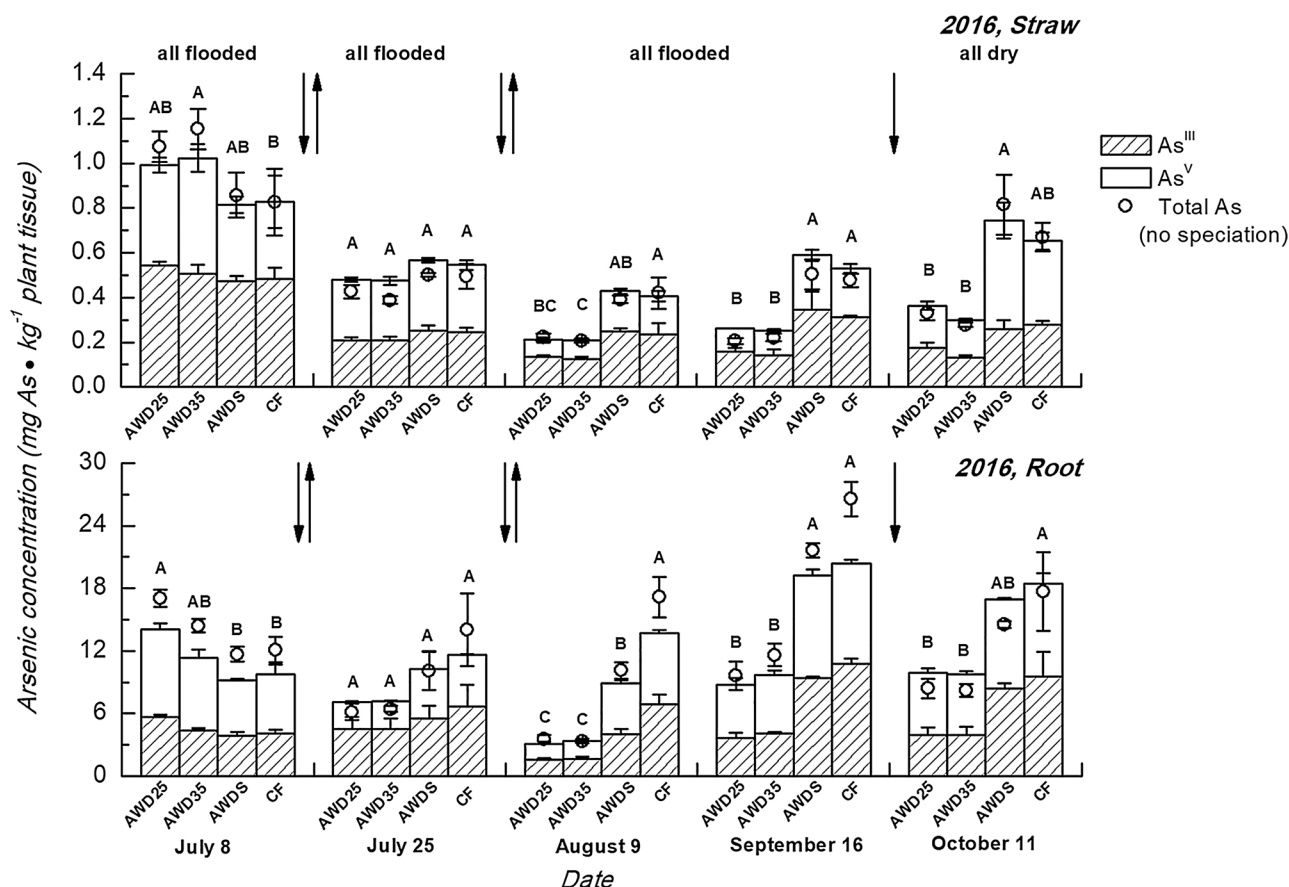 2016, Straw
all flooded
all flooded
all flooded
all dry
1.4
1.2
1.0
0.8
0.6
0.4
0.2
0.0
AB
A
AB
B
A
A
A
A
BC
C
AB
A
B
B
A
A
B
B
A
AB
As^III
As^V
Total As
(no speciation)
AWD25
AWD35
AWDS
CF
AWD25
AWD35
AWDS
CF
AWD25
AWD35
AWDS
CF
AWD25
AWD35
AWDS
CF
AWD25
AWD35
AWDS
CF
Arsenic concentration (mg As • kg^-1 plant tissue)
2016, Root
30
24
18
12
6
0
A
AB
B
B
A
A
A
A
C
C
B
A
B
B
A
A
B
B
AB
A
AWD25
AWD35
AWDS
CF
AWD25
AWD35
AWDS
CF
AWD25
AWD35
AWDS
CF
AWD25
AWD35
AWDS
CF
AWD25
AWD35
AWDS
CF
July 8
July 25
August 9
September 16
October 11
Date